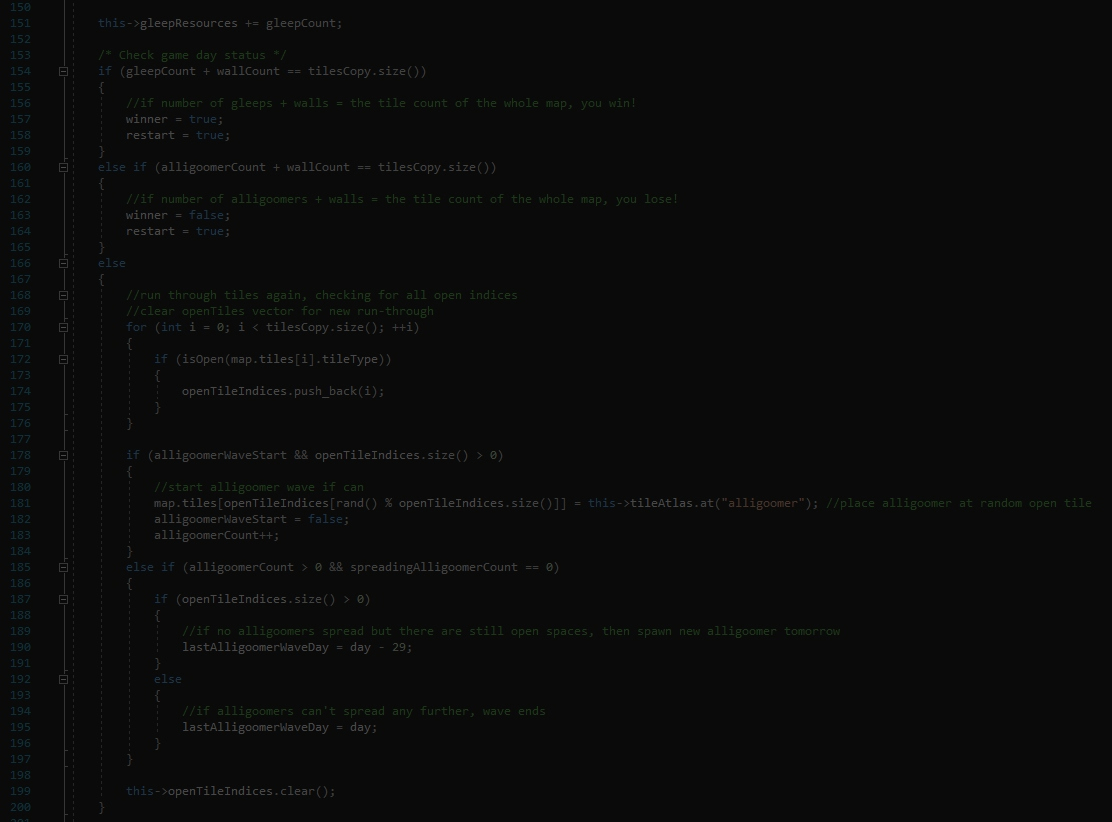 150
151 this->gleepResources += gleepCount;
152
153 /* Check game day status */
154 if (gleepCount + wallCount == tilesCopy.size())
155 {
156 //if number of gleeps + walls = the tile count of the whole map, you win!
157 winner = true;
158 restart = true;
159 }
160 else if (alligoomerCount + wallCount == tilesCopy.size())
161 {
162 //if number of alligoomers + walls = the tile count of the whole map, you lose!
163 winner = false;
164 restart = true;
165 }
166 else
167 {
168 //run through tiles again, checking for all open indices
169 //clear openTiles vector for new run-through
170 for (int i = 0; i < tilesCopy.size(); ++i)
171 {
172 if (isOpen(map.tiles[i].tileType))
173 {
174 openTileIndices.push_back(i);
175 }
176 }
177
178 if (alligoomerWaveStart && openTileIndices.size() > 0)
179 {
180 //start alligoomer wave if can
181 map.tiles[openTileIndices[rand() % openTileIndices.size()]] = this->tileAtlas.at("alligoomer"); //place alligoomer at random open tile
182 alligoomerWaveStart = false;
183 alligoomerCount++;
184 }
185 else if (alligoomerCount > 0 && spreadingAlligoomerCount == 0)
186 {
187 if (openTileIndices.size() > 0)
188 {
189 //if no alligoomers spread but there are still open spaces, then spawn new alligoomer tomorrow
190 lastAlligoomerWaveDay = day - 29;
191 }
192 else
193 {
194 //if alligoomers can't spread any further, wave ends
195 lastAlligoomerWaveDay = day;
196 }
197 }
198
199 this->openTileIndices.clear();
200 }